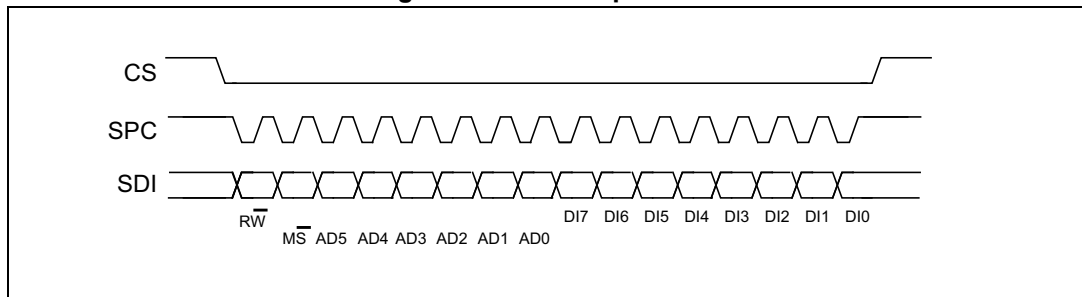 CS
SPC
SDI
RW̅
MS̅ AD5 AD4 AD3 AD2 AD1 AD0
DI7 DI6 DI5 DI4 DI3 DI2 DI1 DI0